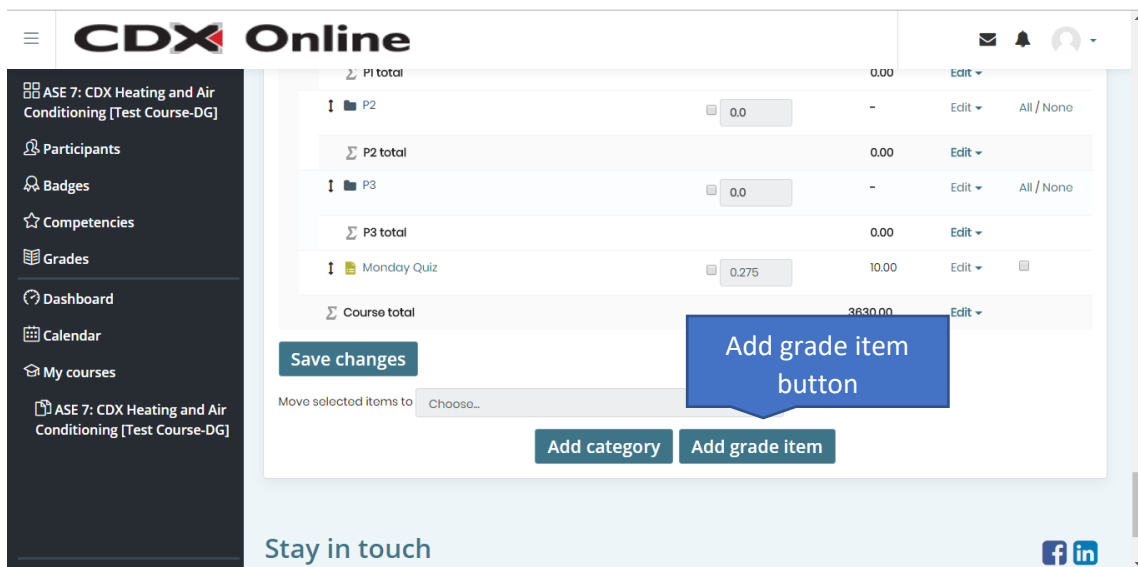 CDX Online
ASE 7: CDX Heating and Air
Conditioning [Test Course-DG]
Participants
Badges
Competencies
Grades
Dashboard
Calendar
My courses
ASE 7: CDX Heating and Air
Conditioning [Test Course-DG]
∑ P1 total 0.00 Edit
P2 0.0 - Edit All / None
∑ P2 total 0.00 Edit
P3 0.0 - Edit All / None
∑ P3 total 0.00 Edit
Monday Quiz 0.275 10.00 Edit
∑ Course total 3630.00 Edit
Add grade item
button
Save changes
Move selected items to Choose...
Add category Add grade item
Stay in touch
f in